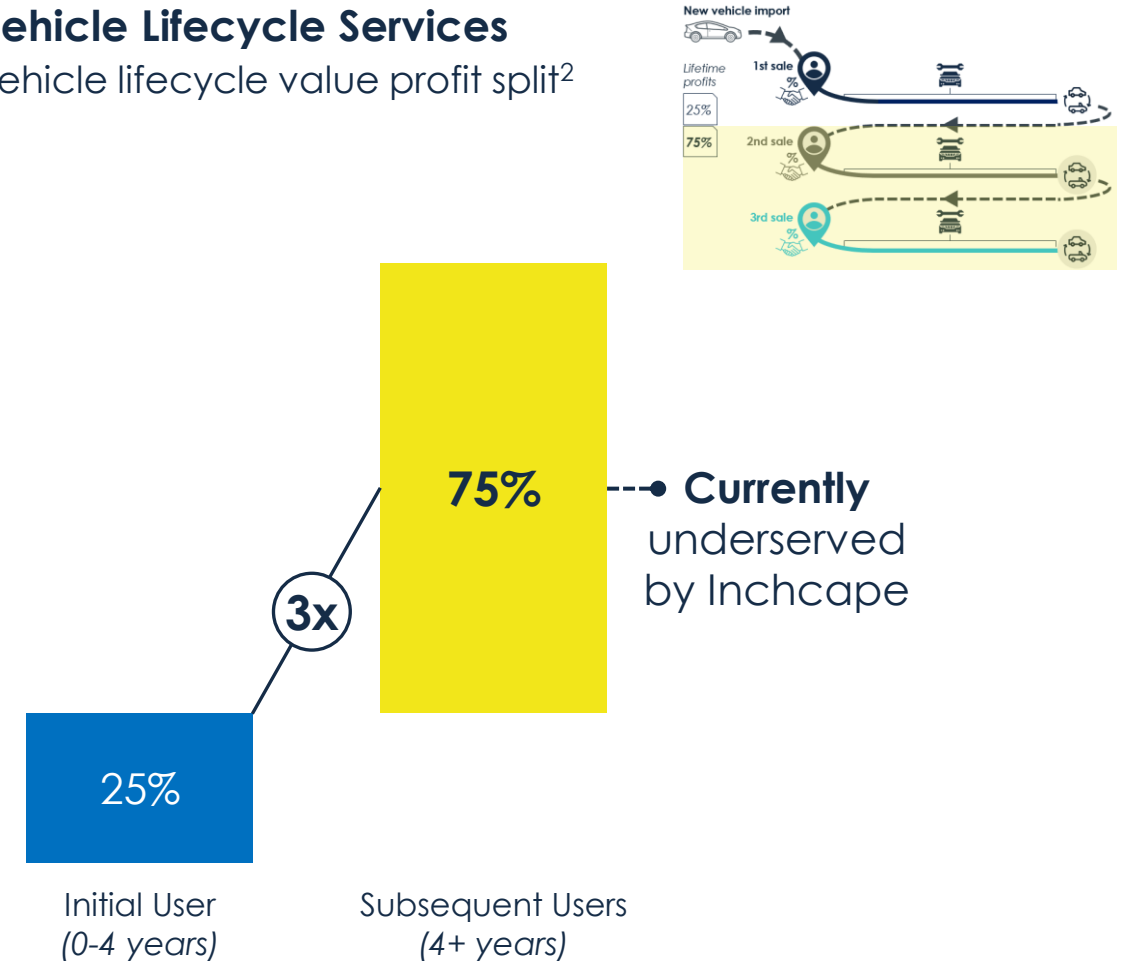 ehicle Lifecycle Services
ehicle lifecycle value profit split2
New vehicle import
Lifetime
profits
25%
75%
1st sale
%
2nd sale
%
3rd sale
%
75%
Currently
underserved
by Inchcape
3x
25%
Initial User
(0-4 years)
Subsequent Users
(4+ years)